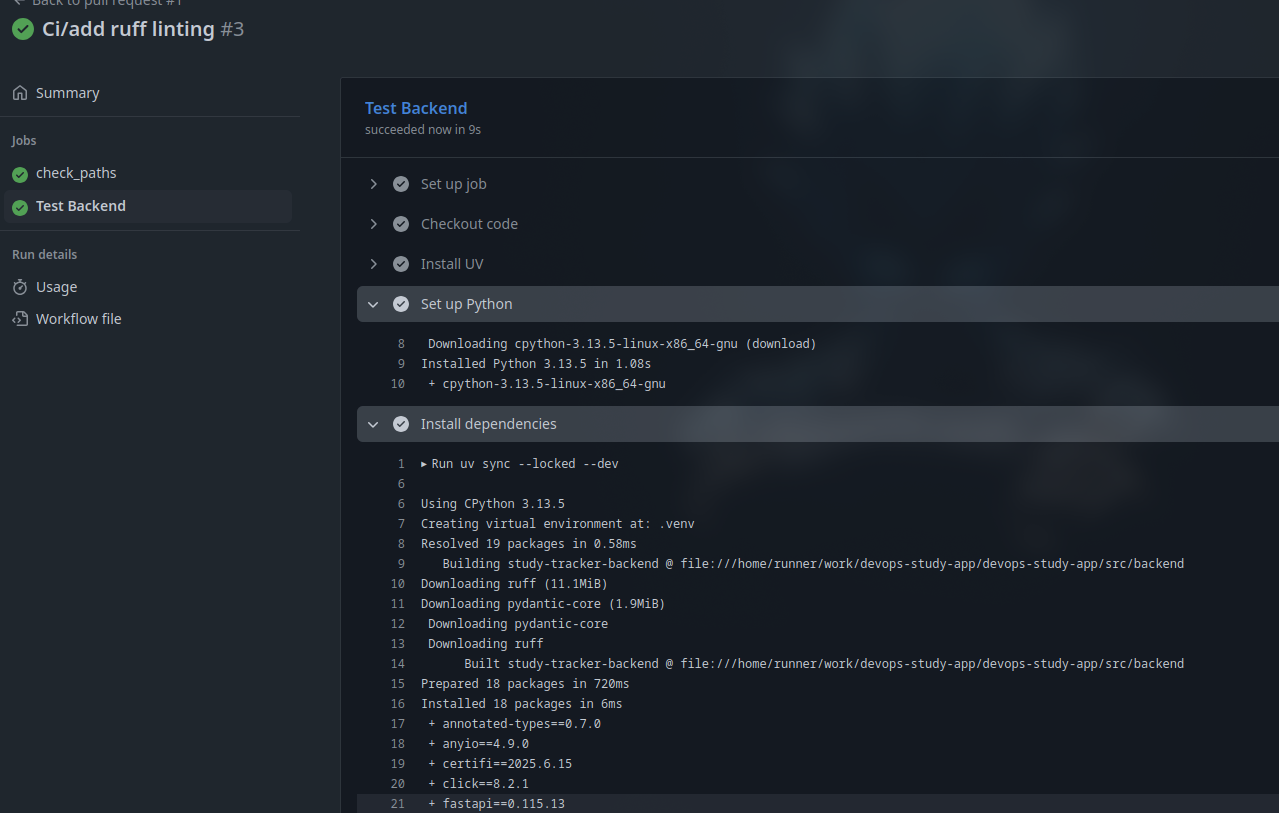 Back to pull request #1
Ci/add ruff linting #3
Summary
Jobs
check_paths
Test Backend
Run details
Usage
Workflow file
Test Backend
succeeded now in 9s
Set up job
Checkout code
Install UV
Set up Python
8 Downloading cpython-3.13.5-linux-x86_64-gnu (download)
9 Installed Python 3.13.5 in 1.08s
10 + cpython-3.13.5-linux-x86_64-gnu
Install dependencies
1 ▸ Run uv sync --locked --dev
6
6 Using CPython 3.13.5
7 Creating virtual environment at: .venv
8 Resolved 19 packages in 0.58ms
9 Building study-tracker-backend @ file:///home/runner/work/devops-study-app/devops-study-app/src/backend
10 Downloading ruff (11.1MiB)
11 Downloading pydantic-core (1.9MiB)
12 Downloading pydantic-core
13 Downloading ruff
14 Built study-tracker-backend @ file:///home/runner/work/devops-study-app/devops-study-app/src/backend
15 Prepared 18 packages in 720ms
16 Installed 18 packages in 6ms
17 + annotated-types==0.7.0
18 + anyio==4.9.0
19 + certifi==2025.6.15
20 + click==8.2.1
21 + fastapi==0.115.13